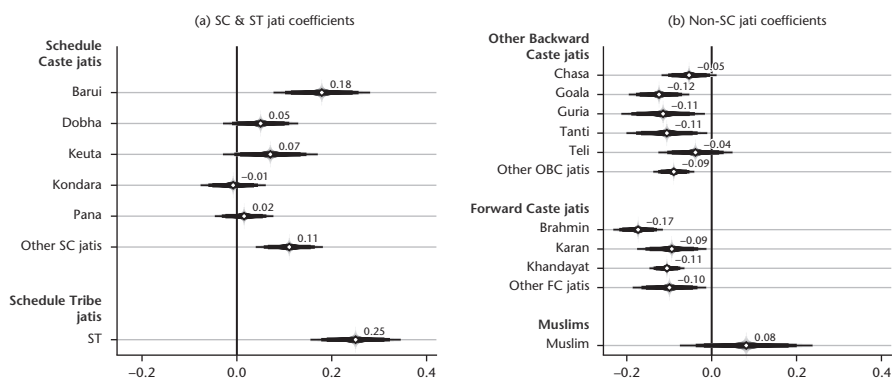 (a) SC & ST jati coefficients
Schedule
Caste jatis
Barui 0.18
Dobha 0.05
Keuta 0.07
Kondara −0.01
Pana 0.02
Other SC jatis 0.11
Schedule Tribe
jatis
ST 0.25
−0.2 0.0 0.2 0.4
(b) Non-SC jati coefficients
Other Backward
Caste jatis
Chasa −0.05
Goala −0.12
Guria −0.11
Tanti −0.11
Teli −0.04
Other OBC jatis −0.09
Forward Caste jatis
Brahmin −0.17
Karan −0.09
Khandayat −0.11
Other FC jatis −0.10
Muslims
Muslim 0.08
−0.2 0.0 0.2 0.4